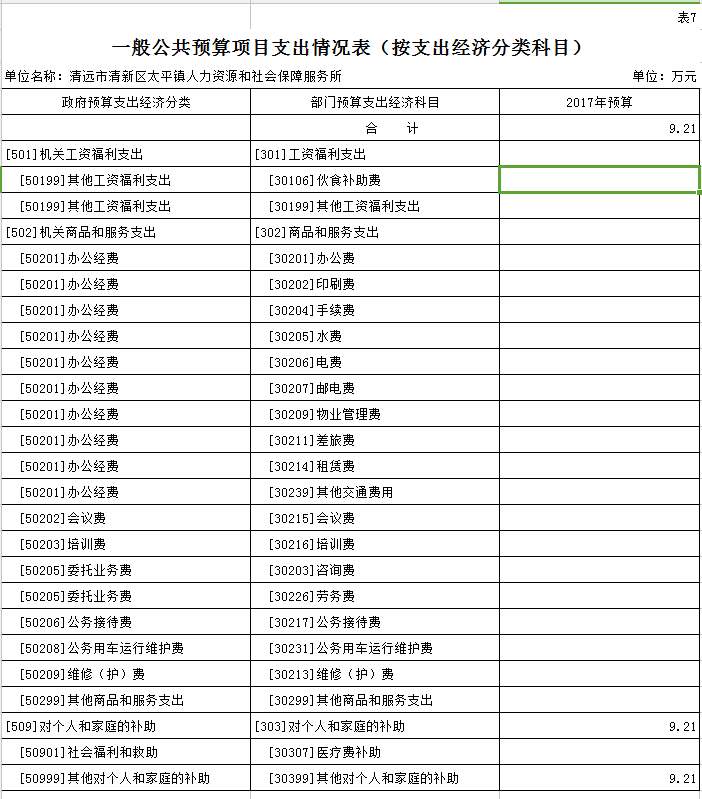 表7
一般公共预算项目支出情况表（按支出经济分类科目）
单位名称：清远市清新区太平镇人力资源和社会保障服务所 单位：万元
政府预算支出经济分类 部门预算支出经济科目 2017年预算
合 计 9.21
[501]机关工资福利支出 [301]工资福利支出
[50199]其他工资福利支出 [30106]伙食补助费
[50199]其他工资福利支出 [30199]其他工资福利支出
[502]机关商品和服务支出 [302]商品和服务支出
[50201]办公经费 [30201]办公费
[50201]办公经费 [30202]印刷费
[50201]办公经费 [30204]手续费
[50201]办公经费 [30205]水费
[50201]办公经费 [30206]电费
[50201]办公经费 [30207]邮电费
[50201]办公经费 [30209]物业管理费
[50201]办公经费 [30211]差旅费
[50201]办公经费 [30214]租赁费
[50201]办公经费 [30239]其他交通费用
[50202]会议费 [30215]会议费
[50203]培训费 [30216]培训费
[50205]委托业务费 [30203]咨询费
[50205]委托业务费 [30226]劳务费
[50206]公务接待费 [30217]公务接待费
[50208]公务用车运行维护费 [30231]公务用车运行维护费
[50209]维修（护）费 [30213]维修（护）费
[50299]其他商品和服务支出 [30299]其他商品和服务支出
[509]对个人和家庭的补助 [303]对个人和家庭的补助 9.21
[50901]社会福利和救助 [30307]医疗费补助
[50999]其他对个人和家庭的补助 [30399]其他对个人和家庭的补助 9.21